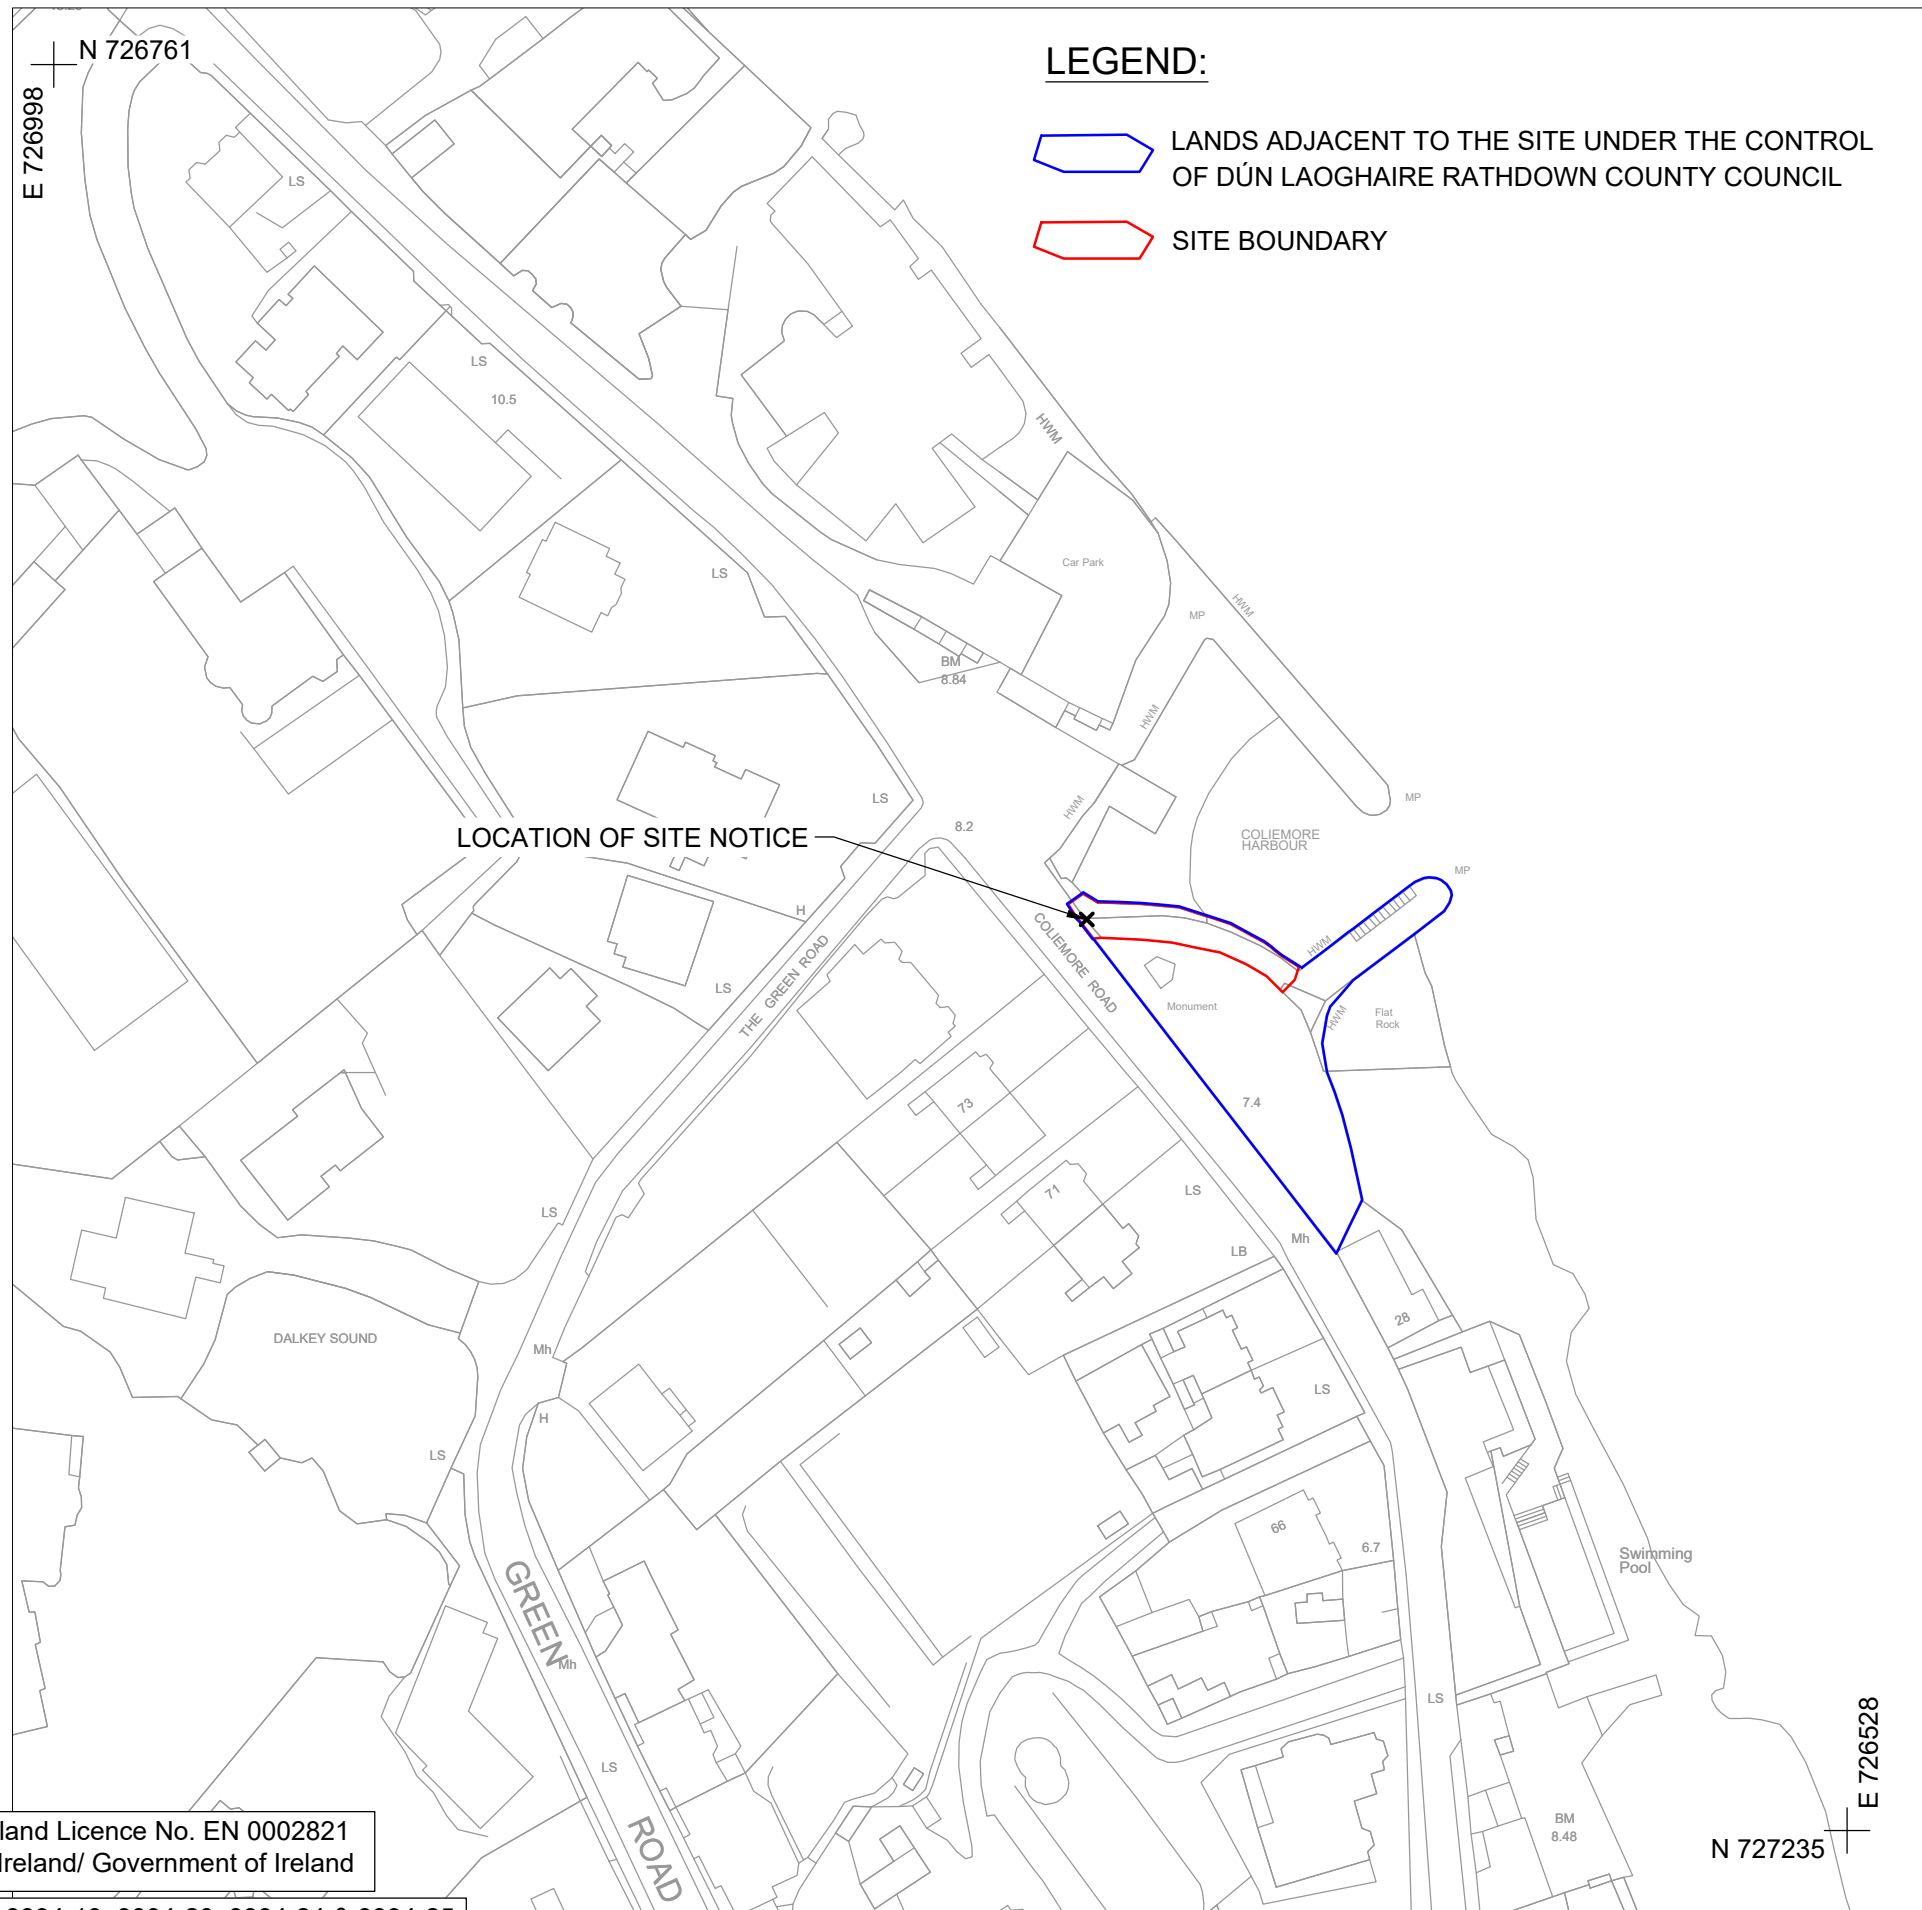 N 726761
E 726998
LEGEND:
LANDS ADJACENT TO THE SITE UNDER THE CONTROL
OF DÚN LAOGHAIRE RATHDOWN COUNTY COUNCIL
SITE BOUNDARY
LS
LS
10.5
HWM
LS
Car Park
HWM
MP
BM
8.84
HWM
LS
MP
HWM
8.2
COLIEMORE
HARBOUR
LOCATION OF SITE NOTICE
MP
H
COLIEMORE ROAD
HWM
THE GREEN ROAD
LS
Monument
Flat
Rock
HWM
73
7.4
71
LS
LS
Mh
LB
28
DALKEY SOUND
Mh
LS
H
LS
66
6.7
Swimming
Pool
GREEN
Mh
LS
LS
E 726528
ROAD
BM
8.48
N 727235
land Licence No. EN 0002821
Ireland/ Government of Ireland